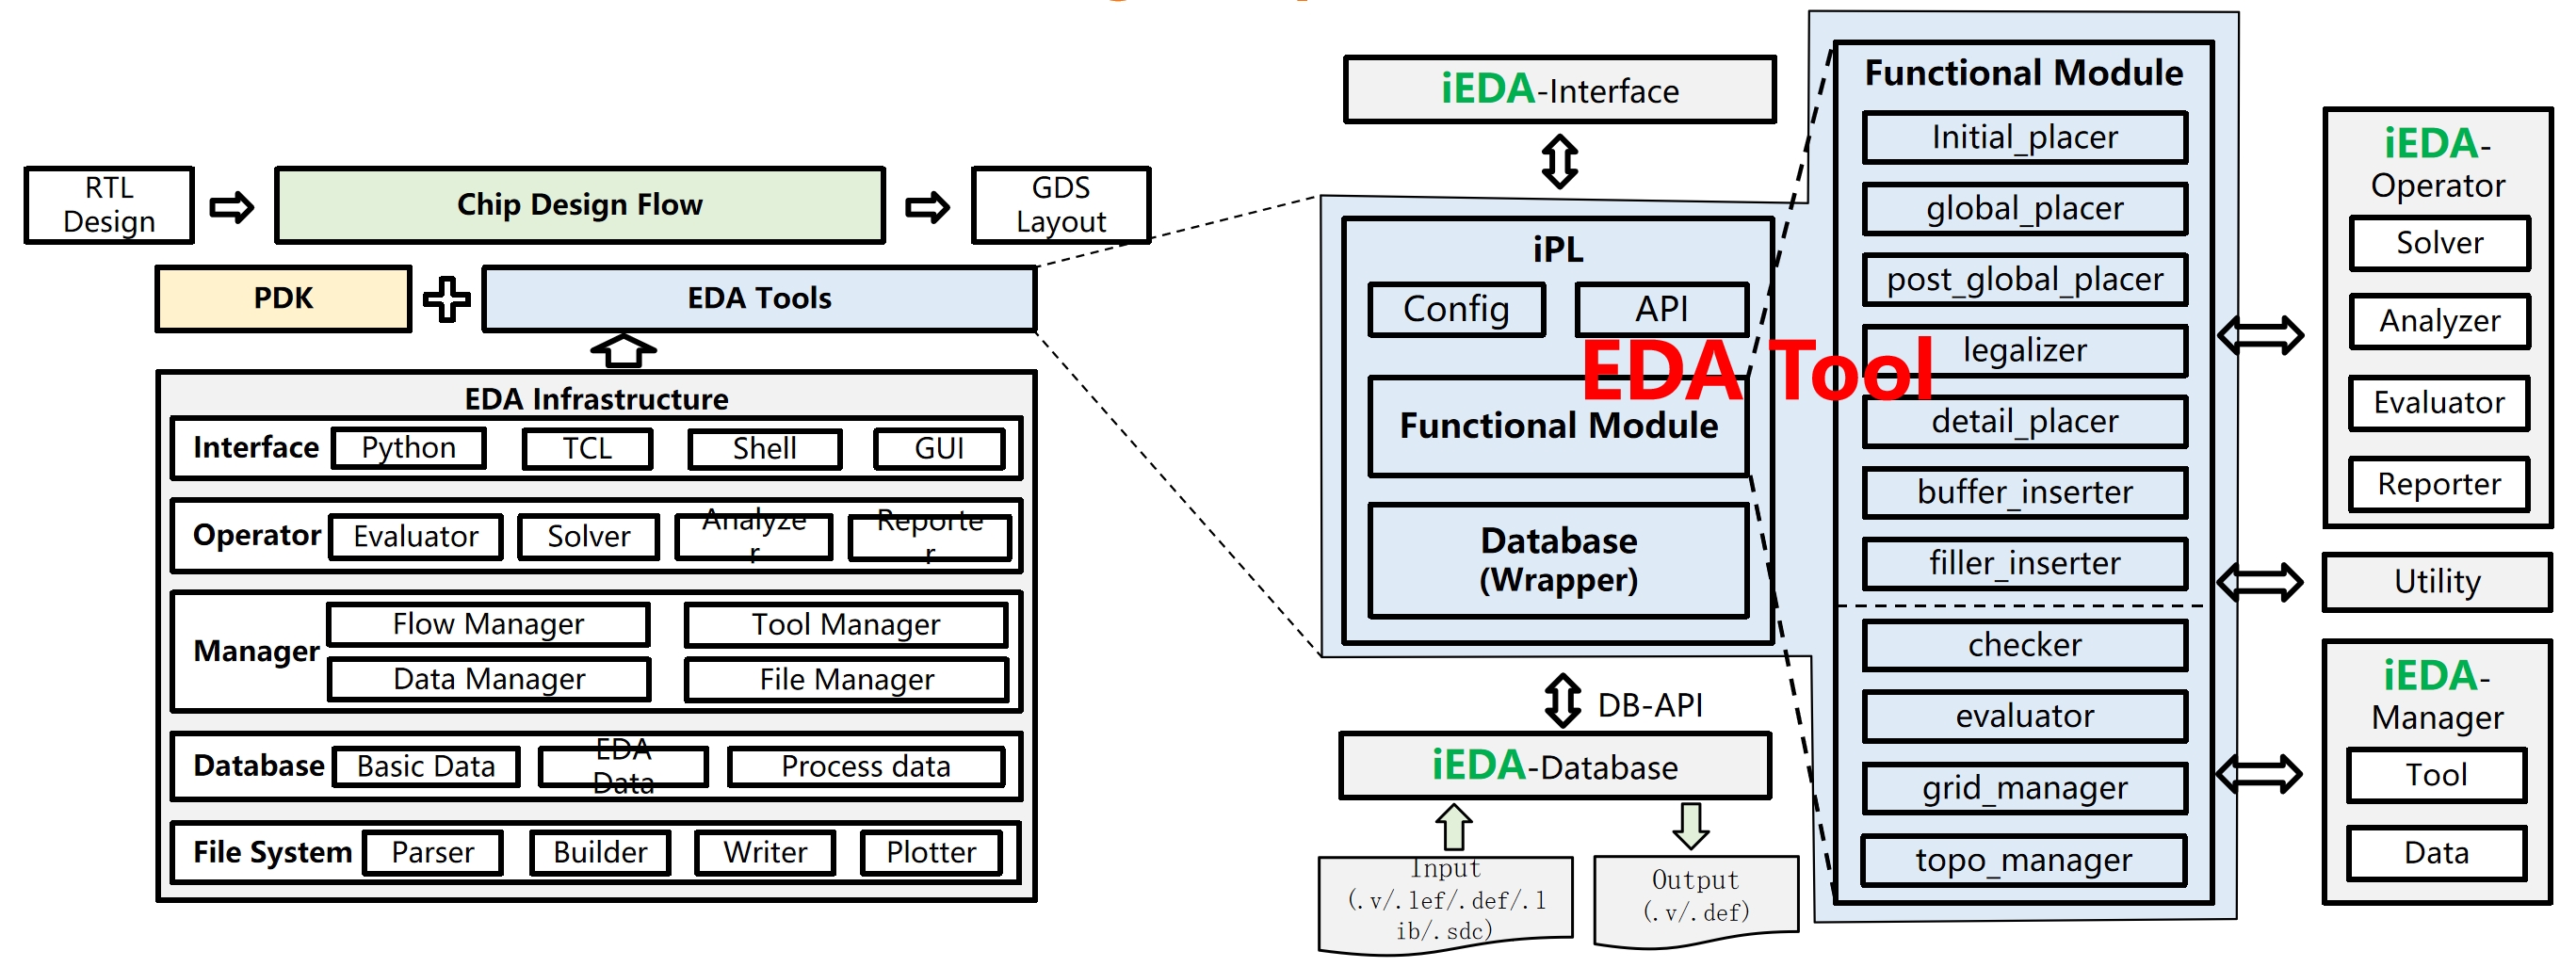 RTL
Design
Chip Design Flow
GDS
Layout
PDK
EDA Tools
EDA Infrastructure
Interface
Python
TCL
Shell
GUI
Operator
Evaluator
Solver
Analyze
r
Reporte
r
Manager
Flow Manager
Tool Manager
Data Manager
File Manager
Database
Basic Data
EDA
Data
Process data
File System
Parser
Builder
Writer
Plotter
iEDA-Interface
iPL
Config
API
EDA Tool
Functional Module
Database
(Wrapper)
DB-API
iEDA-Database
Input
(.v/.lef/.def/.l
ib/.sdc)
Output
(.v/.def)
Functional Module
Initial_placer
global_placer
post_global_placer
legalizer
detail_placer
buffer_inserter
filler_inserter
checker
evaluator
grid_manager
topo_manager
iEDA-
Operator
Solver
Analyzer
Evaluator
Reporter
Utility
iEDA-
Manager
Tool
Data